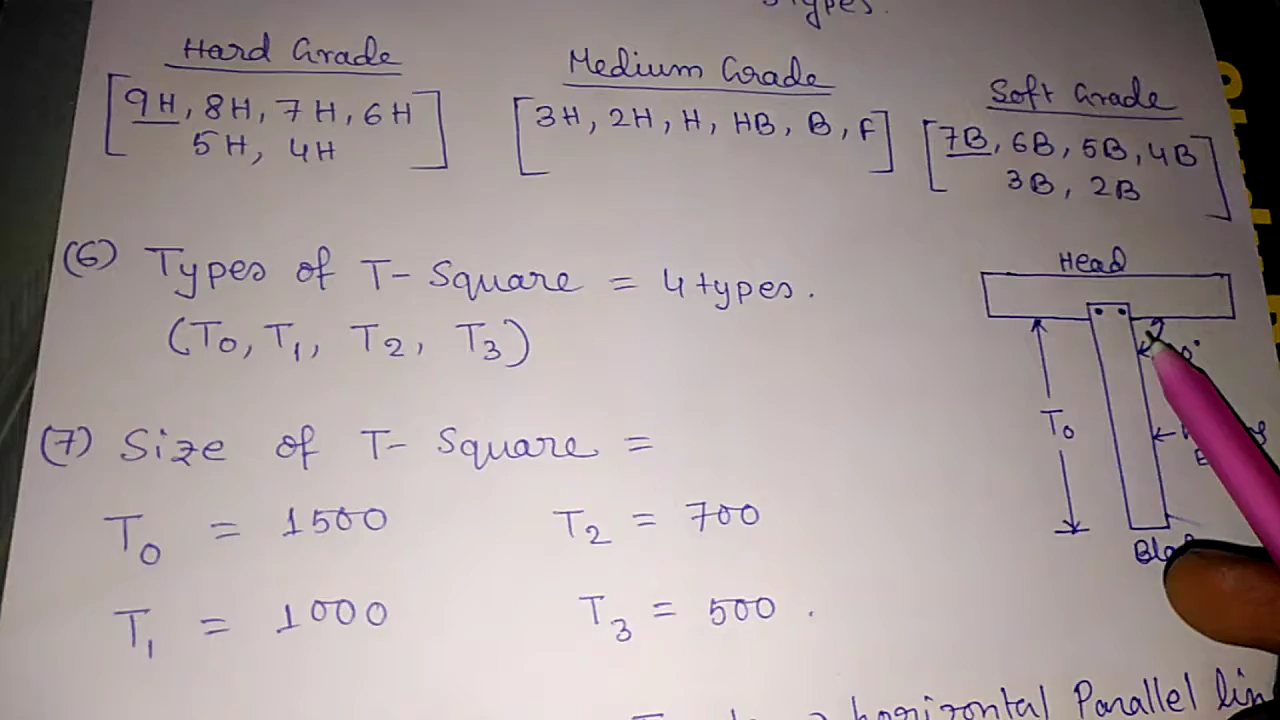 Types.
Hard Grade
[9H, 8H, 7H, 6H
5H, 4H]
Medium Grade
[3H, 2H, H, HB, B, F]
Soft Grade
[7B, 6B, 5B, 4B
3B, 2B]
(6) Types of T-Square = 4 types.
(T0, T1, T2, T3)
Head
T0
(7) Size of T-Square =
T0 = 1500
T2 = 700
T1 = 1000
T3 = 500.
horizontal Parallel